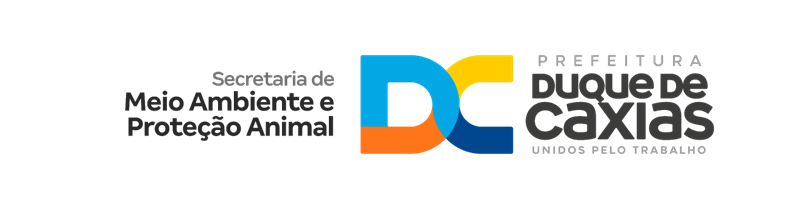 Secretaria de
Meio Ambiente e
Proteção Animal
DC
PREFEITURA
DUQUE DE
CAXIAS
UNIDOS PELO TRABALHO